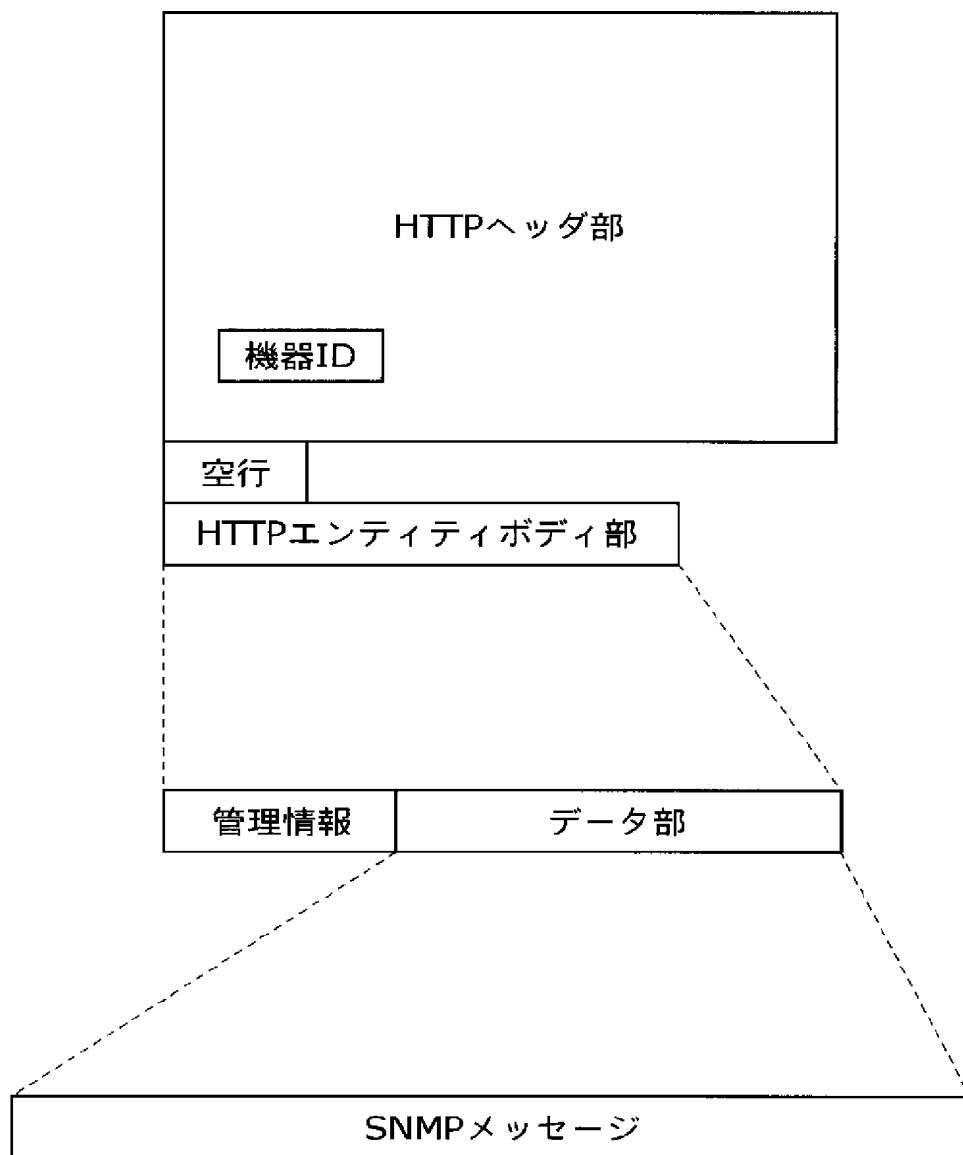 HTTPヘッダ部
機器ID
空行
HTTPエンティティボディ部
管理情報
データ部
SNMPメッセージ